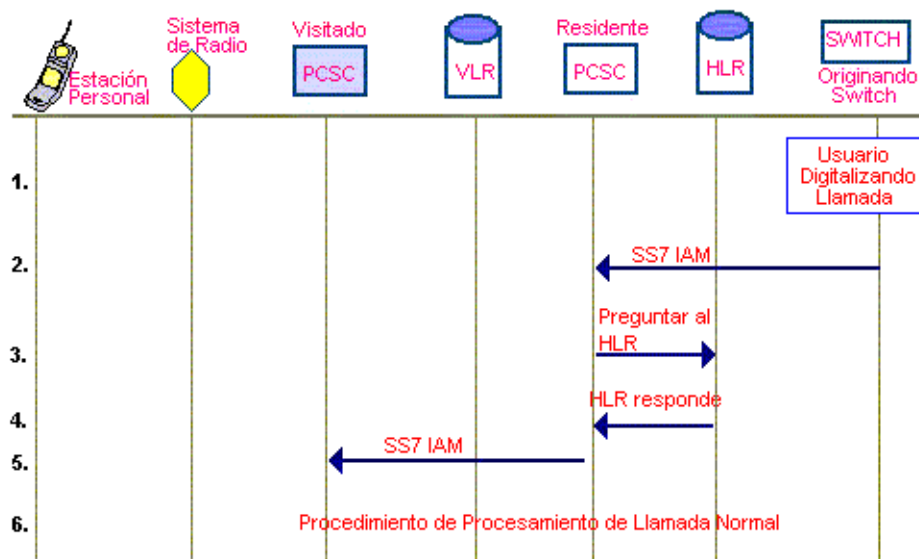 Estación
Personal
Sistema
de Radio
Visitado
PCSC
VLR
Residente
PCSC
HLR
SWITCH
Originando
Switch
1.
Usuario
Digitalizando
Llamada
2.
SS7 IAM
3.
Preguntar al
HLR
4.
HLR responde
5.
SS7 IAM
6.
Procedimiento de Procesamiento de Llamada Normal